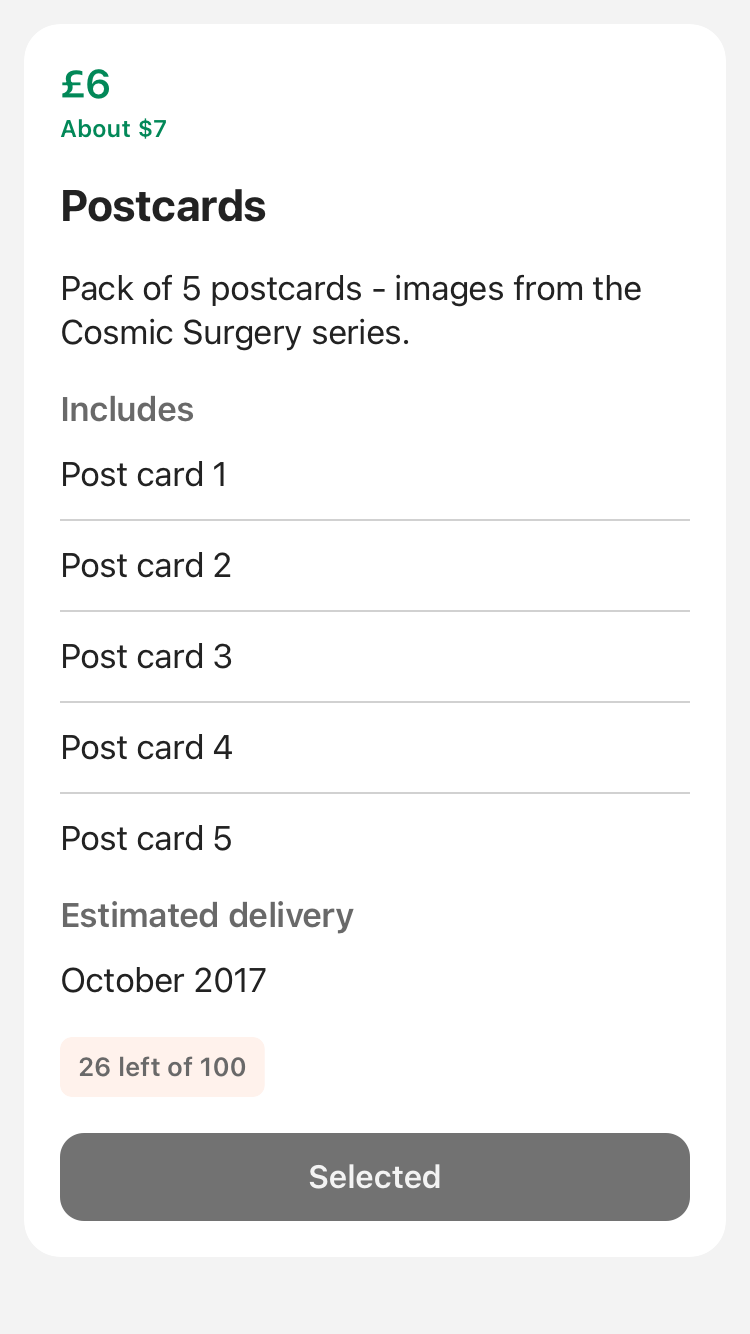 £6
About $7
Postcards
Pack of 5 postcards - images from the
Cosmic Surgery series.
Includes
Post card 1
Post card 2
Post card 3
Post card 4
Post card 5
Estimated delivery
October 2017
26 left of 100
Selected